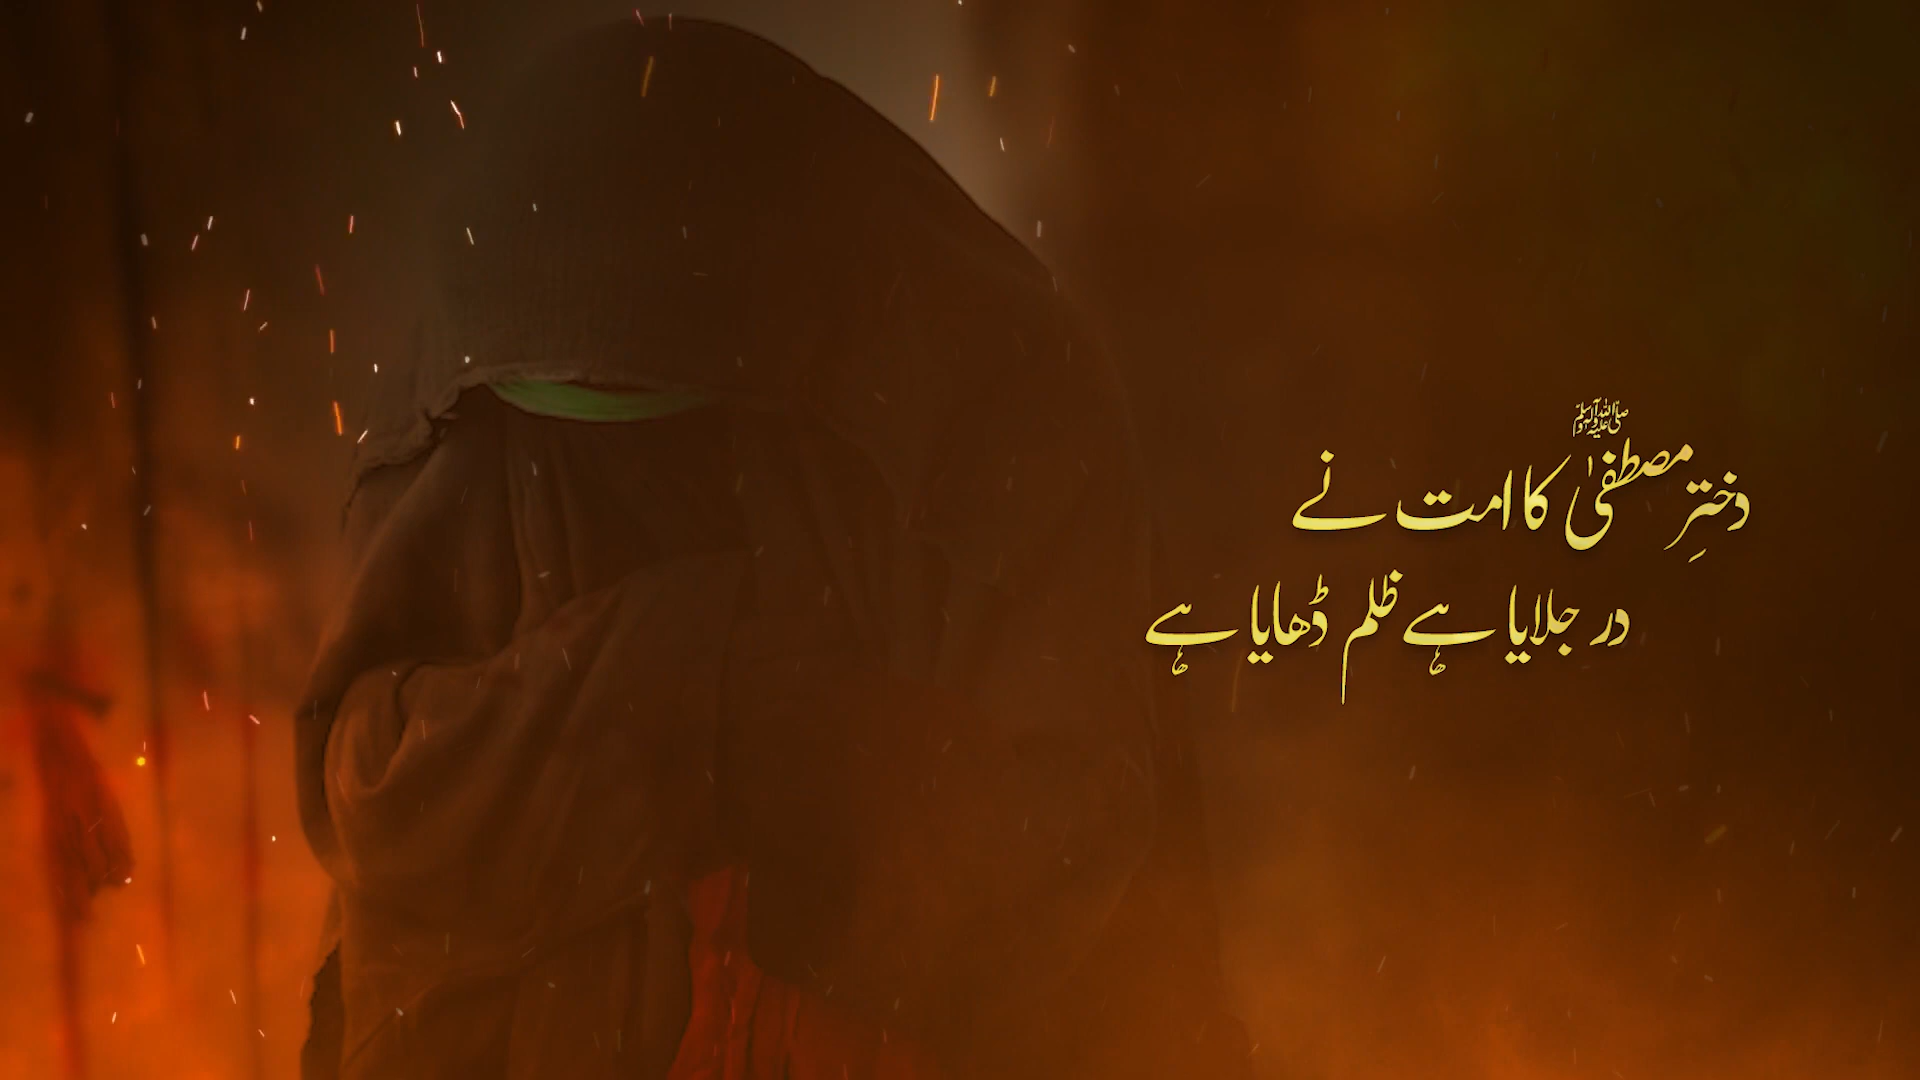 دخترِ مصطفیٰ ﷺ کا امت نے
در جلایا ہے ظلم ڈھایا ہے